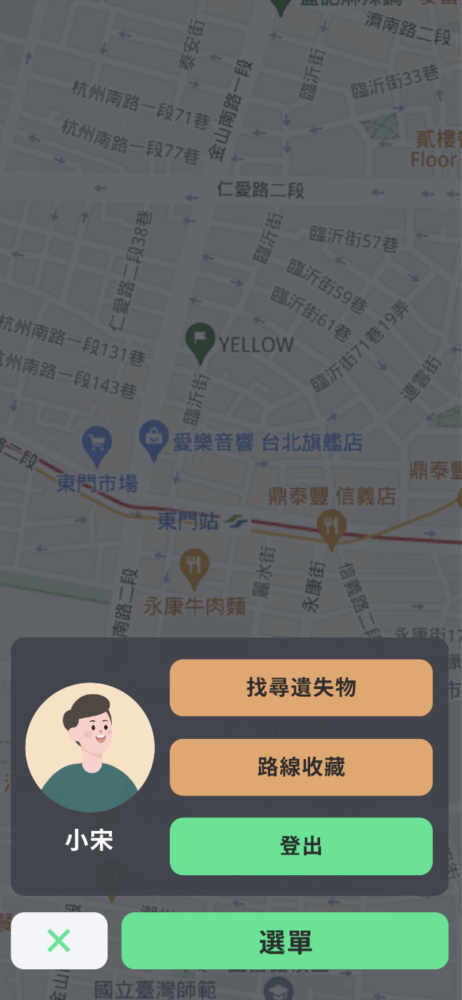 濟南路二段
泰安街
臨沂街
臨沂街33巷
金山南路一段
杭州南路一段71巷
杭州南路一段77巷
貳樓
Floor
仁愛路二段
仁愛路二段38巷
臨沂街
臨沂街57巷
臨沂街59巷
臨沂街61巷
臨沂街71巷19弄
杭州南路一段131巷
杭州南路一段143巷
YELLOW
連雲街
臨沂街
愛樂音響 台北旗艦店
東門市場
路二段
鼎泰豐
鼎泰豐 信義店
東門站
麗水街
永康街
信義路二段
永康牛肉麵
南路二段
永康街17
找尋遺失物
路線收藏
小宋
登出
選單
國立臺灣師範